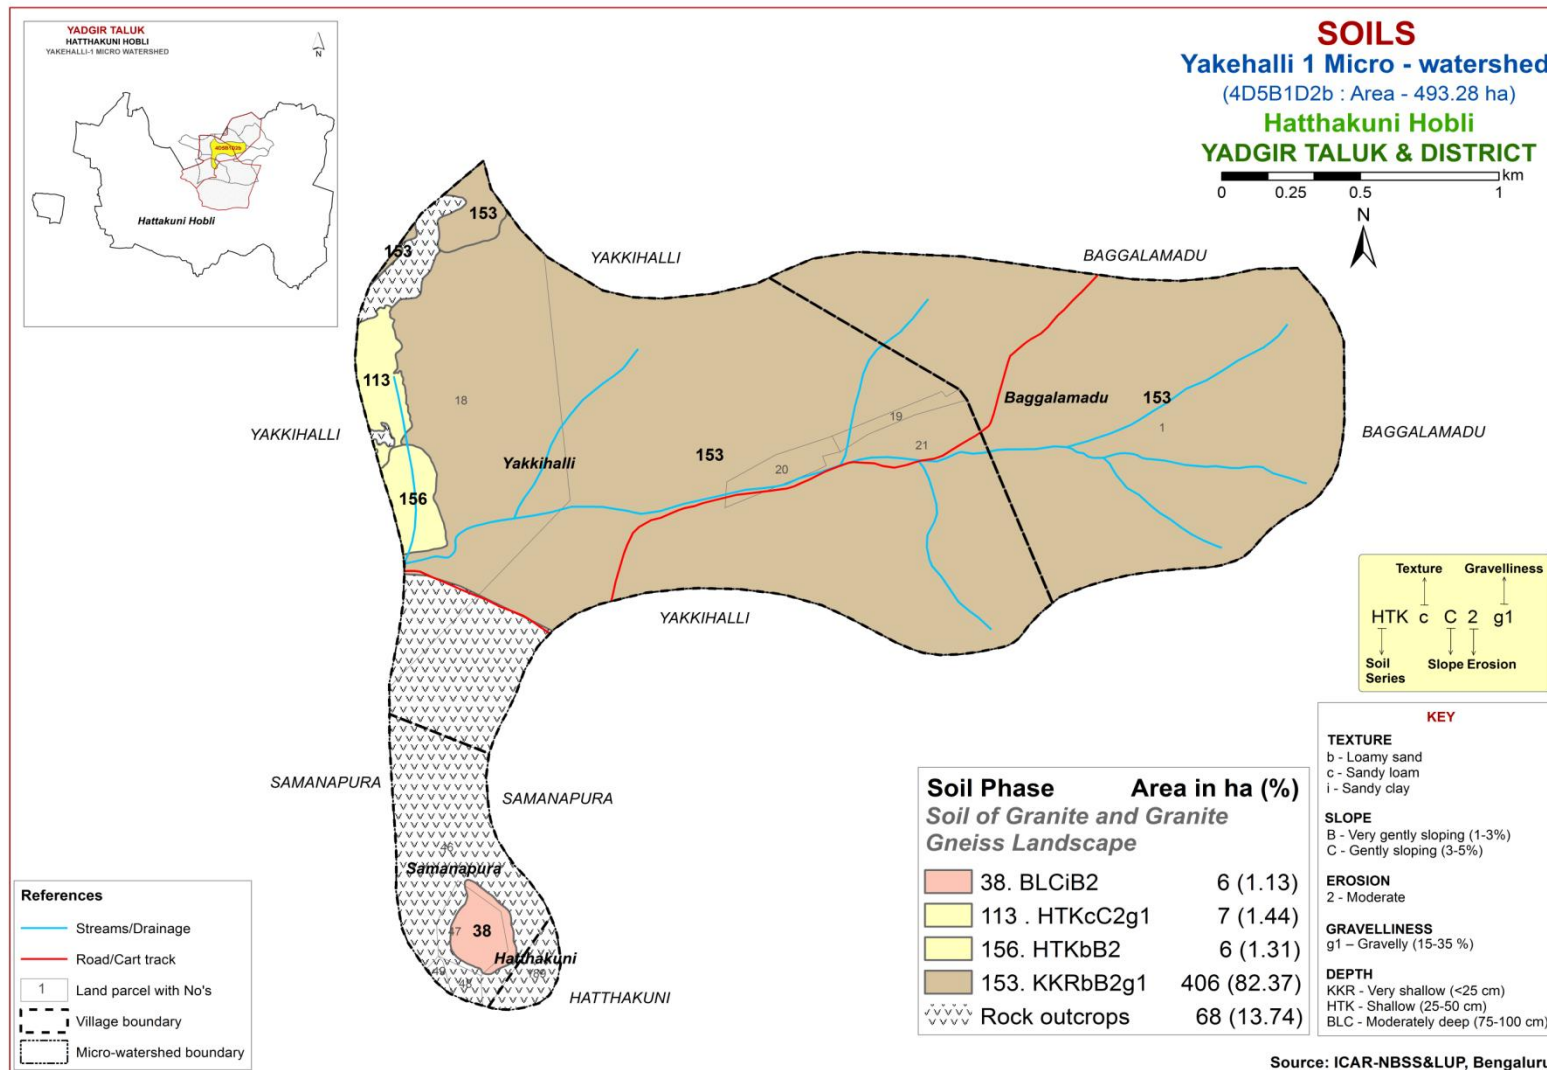 YADGIR TALUK
HATTHAKUNI HOBLI
YAKEHALLI-1 MICRO WATERSHED
N
4D5B1D2b
Hattakuni Hobli
SOILS
Yakehalli 1 Micro - watershed
(4D5B1D2b : Area - 493.28 ha)
Hatthakuni Hobli
YADGIR TALUK & DISTRICT
km
0 0.25 0.5 1
N
153
153
YAKKIHALLI
BAGGALAMADU
113
18
19
Baggalamadu
153
1
YAKKIHALLI
BAGGALAMADU
Yakkihalli
153
21
20
156
YAKKIHALLI
SAMANAPURA
SAMANAPURA
46
Samanapura
47
38
Hatthakuni
49
48
HATTHAKUNI
Texture Gravelliness
HTK c C 2 g1
Soil Series
Slope Erosion
KEY
TEXTURE
b - Loamy sand
c - Sandy loam
i - Sandy clay
SLOPE
B - Very gently sloping (1-3%)
C - Gently sloping (3-5%)
EROSION
2 - Moderate
GRAVELLINESS
g1 – Gravelly (15-35 %)
DEPTH
KKR - Very shallow (<25 cm)
HTK - Shallow (25-50 cm)
BLC - Moderately deep (75-100 cm)
Soil Phase Area in ha (%)
Soil of Granite and Granite
Gneiss Landscape
38. BLCiB2 6 (1.13)
113 . HTKcC2g1 7 (1.44)
156. HTKbB2 6 (1.31)
153. KKRbB2g1 406 (82.37)
Rock outcrops 68 (13.74)
References
Streams/Drainage
Road/Cart track
1 Land parcel with No's
Village boundary
Micro-watershed boundary
Source: ICAR-NBSS&LUP, Bengaluru